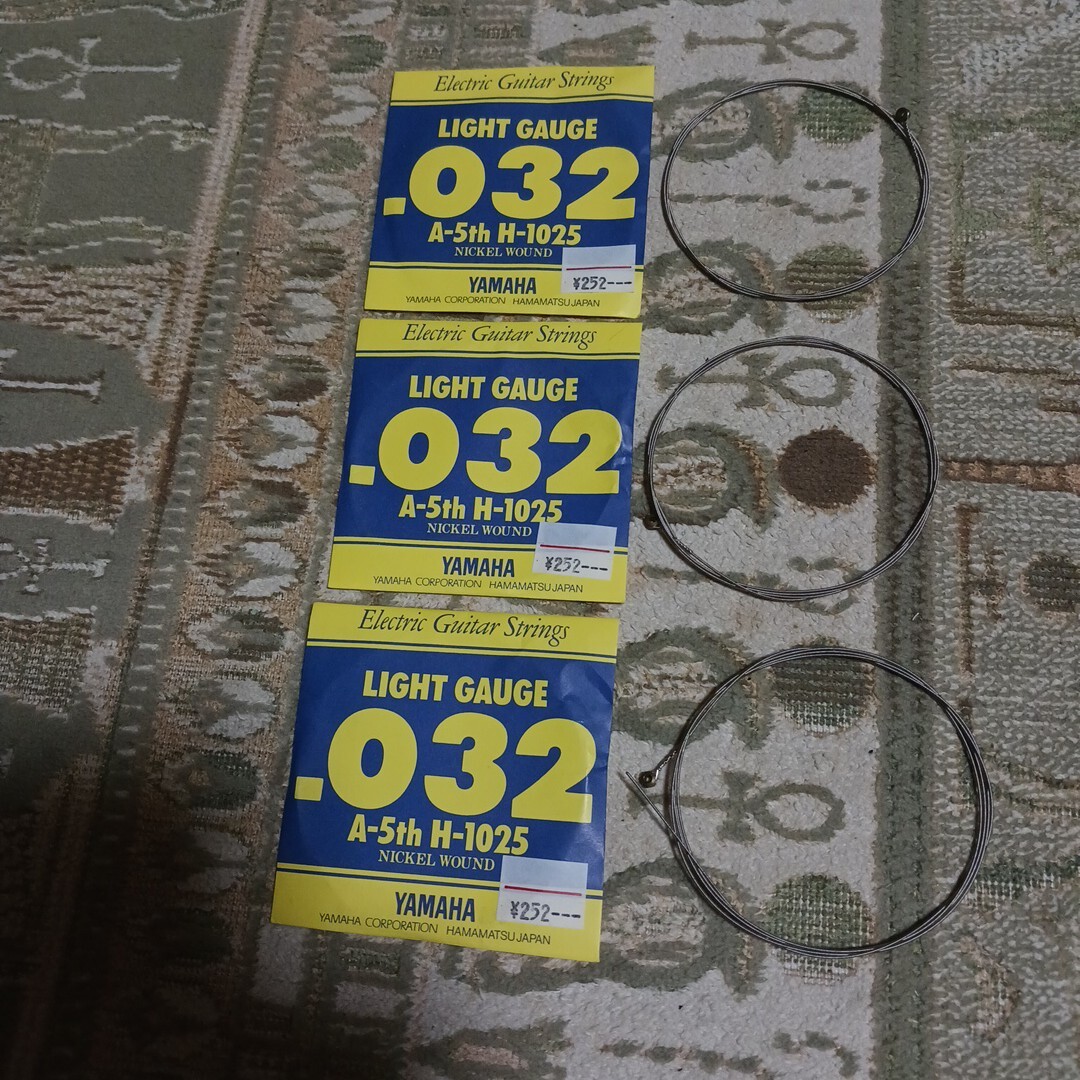 Electric Guitar Strings
LIGHT GAUGE
.032
A-5th H-1025
NICKEL WOUND
¥252---
YAMAHA
YAMAHA CORPORATION HAMAMATSU JAPAN
Electric Guitar Strings
LIGHT GAUGE
.032
A-5th H-1025
NICKEL WOUND
¥252---
YAMAHA
YAMAHA CORPORATION HAMAMATSU JAPAN
Electric Guitar Strings
LIGHT GAUGE
.032
A-5th H-1025
NICKEL WOUND
¥252---
YAMAHA
YAMAHA CORPORATION HAMAMATSU JAPAN